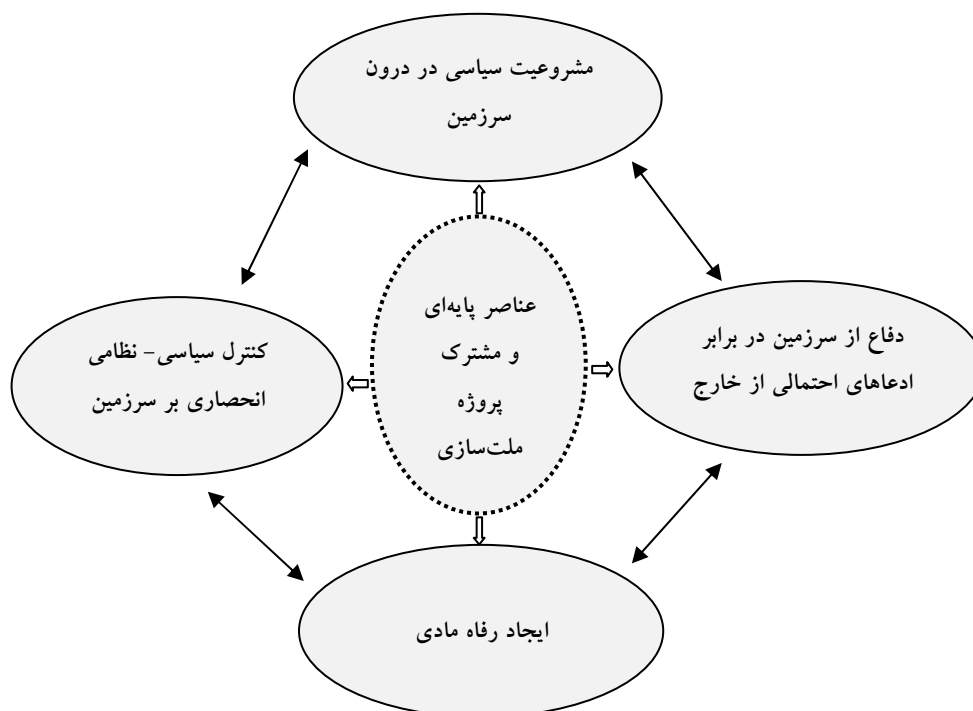 مشروعیت سیاسی در درون
سرزمین
عناصر پایه‌ای
و مشترک
پروژه
ملت‌سازی
دفاع از سرزمین در برابر
ادعاهای احتمالی از خارج
کنترل سیاسی- نظامی
انحصاری بر سرزمین
ایجاد رفاه مادی